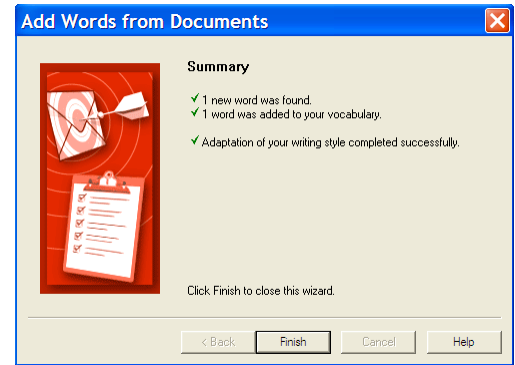 Add Words from Documents
Summary
1 new word was found.
1 word was added to your vocabulary.
Adaptation of your writing style completed successfully.
Click Finish to close this wizard.
< Back Finish Cancel Help